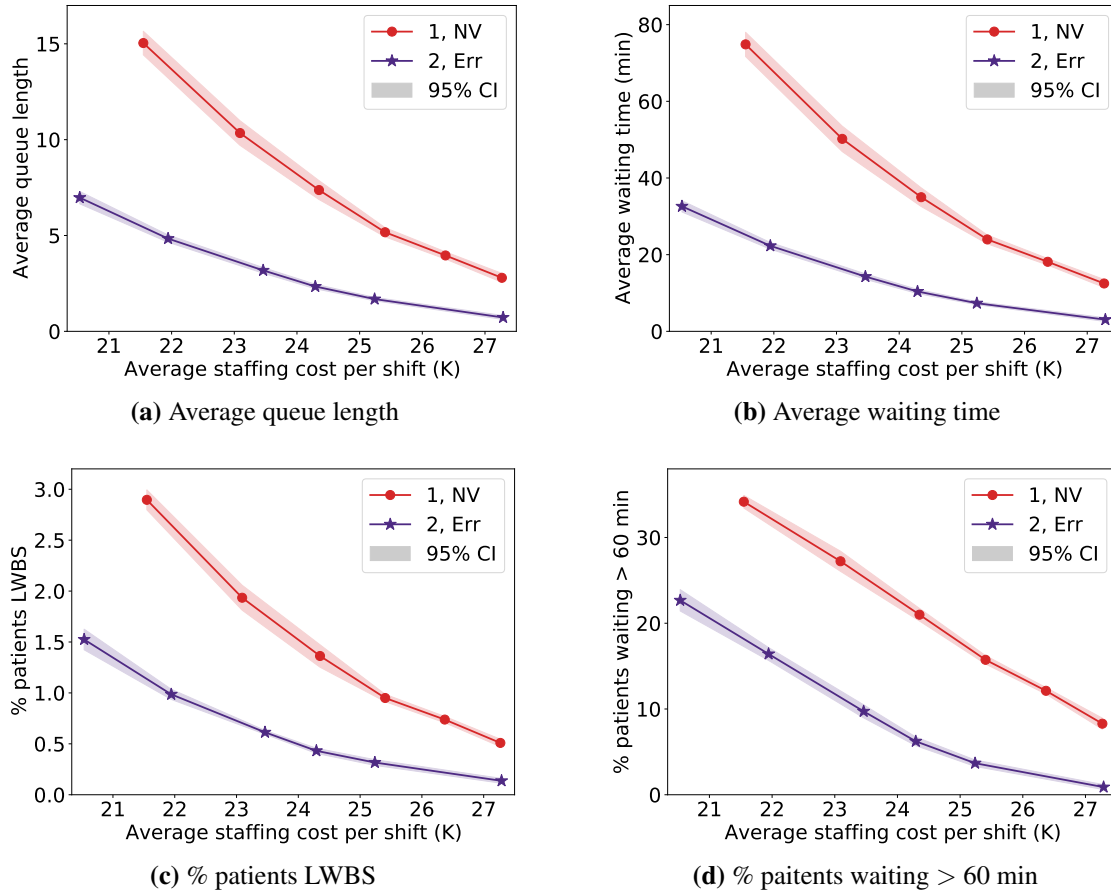 15
10
5
0
Average queue length
1, NV
2, Err
95% CI
21 22 23 24 25 26 27
Average staffing cost per shift (K)
(a) Average queue length
80
60
40
20
0
Average waiting time (min)
1, NV
2, Err
95% CI
21 22 23 24 25 26 27
Average staffing cost per shift (K)
(b) Average waiting time
3.0
2.5
2.0
1.5
1.0
0.5
0.0
% patients LWBS
1, NV
2, Err
95% CI
21 22 23 24 25 26 27
Average staffing cost per shift (K)
(c) % patients LWBS
30
20
10
0
% patients waiting > 60 min
1, NV
2, Err
95% CI
21 22 23 24 25 26 27
Average staffing cost per shift (K)
(d) % paitents waiting > 60 min